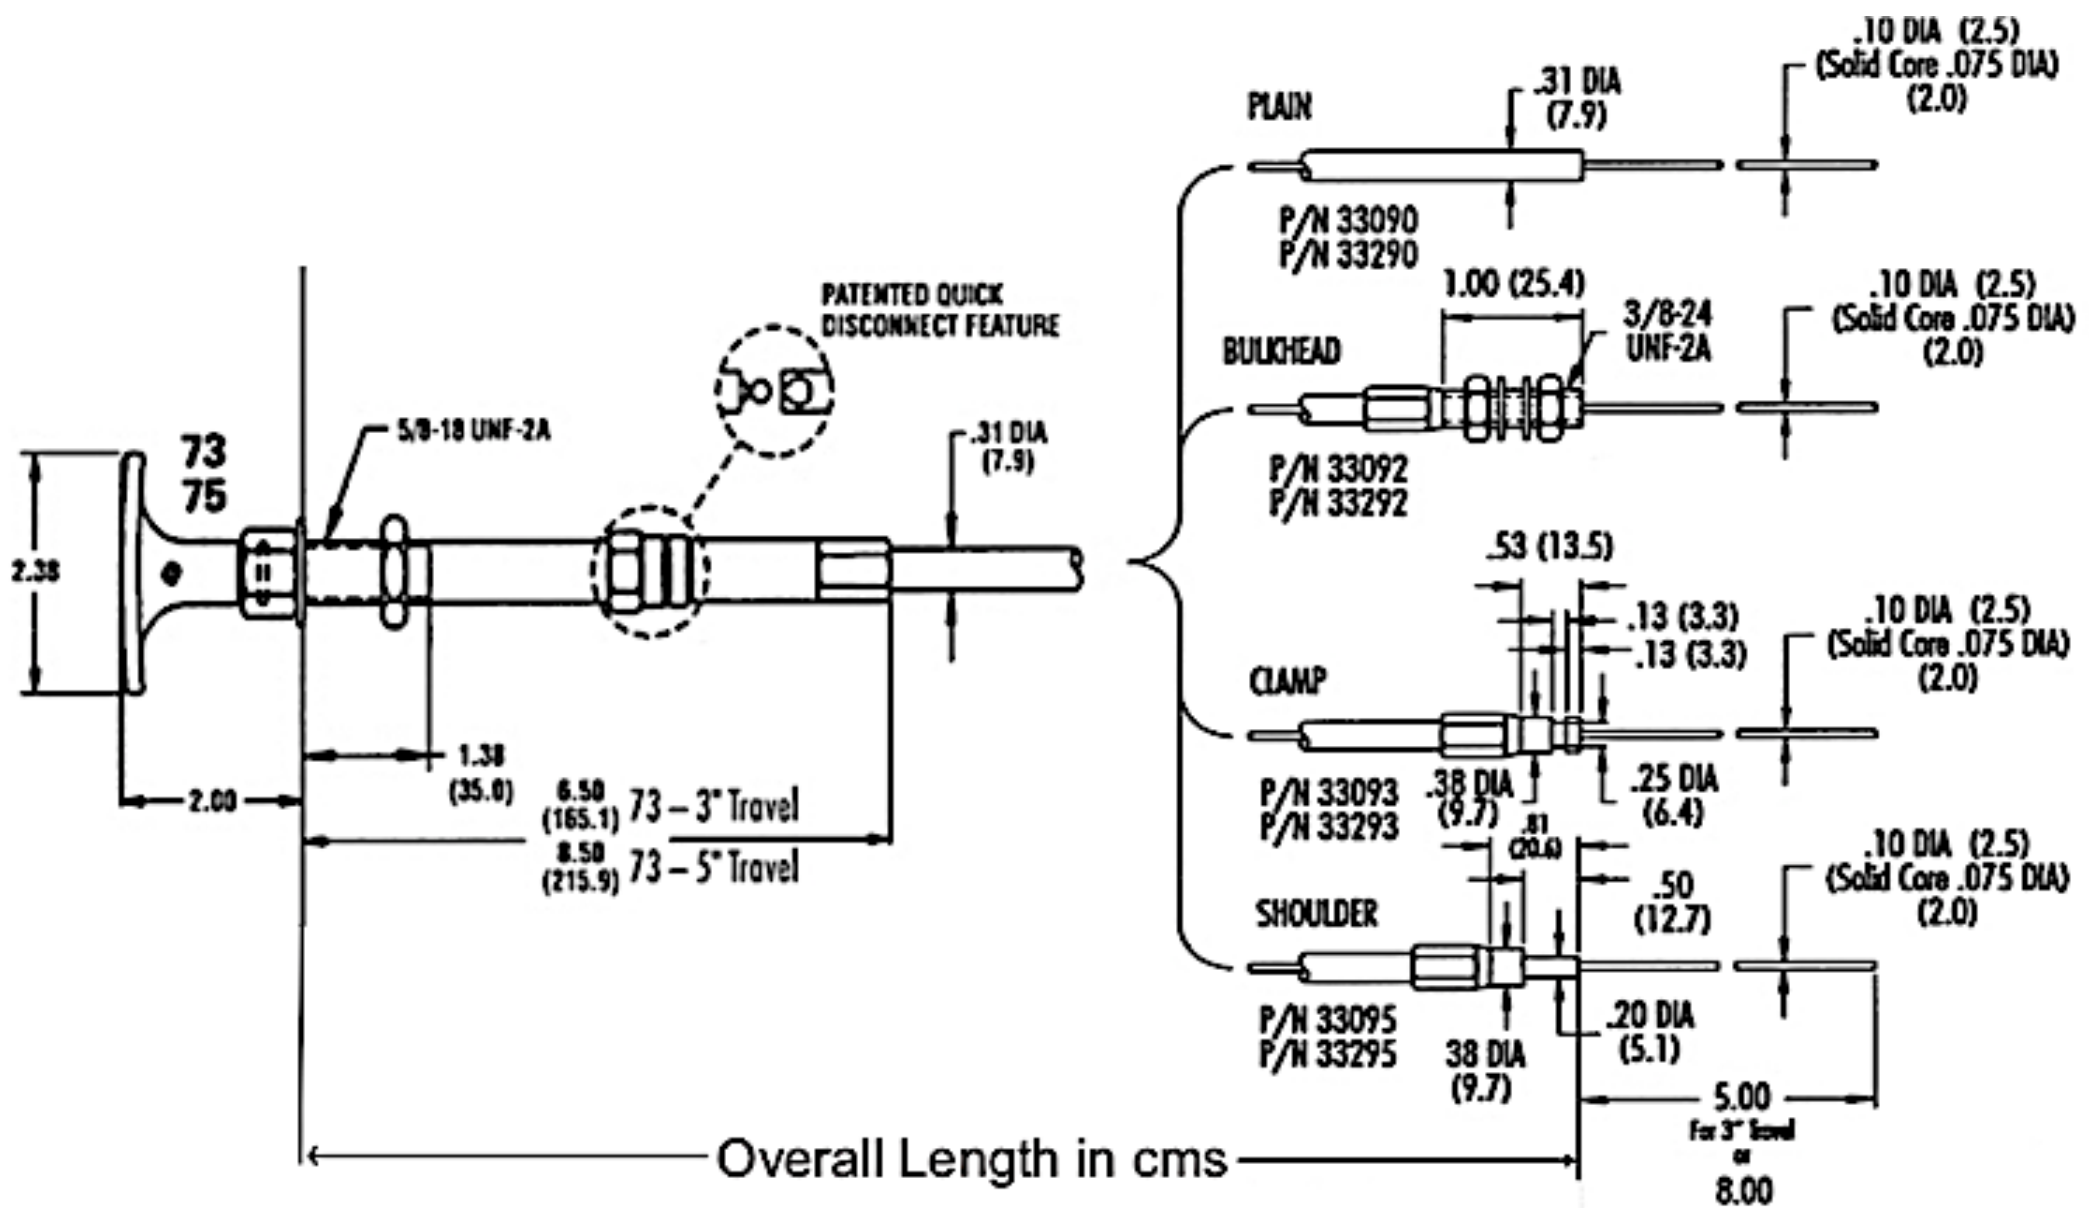 PATENTED QUICK
DISCONNECT FEATURE
73
75
5/8-18 UNF-2A
.31 DIA
(7.9)
2.38
1.38
(35.0)
2.00
6.50
(165.1)
73 – 3" Travel
8.50
(215.9)
73 – 5" Travel
PLAIN
.31 DIA
(7.9)
.10 DIA (2.5)
(Solid Core .075 DIA)
(2.0)
P/N 33090
P/N 33290
BULKHEAD
1.00 (25.4)
3/8-24
UNF-2A
.10 DIA (2.5)
(Solid Core .075 DIA)
(2.0)
P/N 33092
P/N 33292
CLAMP
.53 (13.5)
.13 (3.3)
.13 (3.3)
.10 DIA (2.5)
(Solid Core .075 DIA)
(2.0)
P/N 33093
P/N 33293
.38 DIA
(9.7)
.25 DIA
(6.4)
SHOULDER
.81
(20.6)
.50
(12.7)
.10 DIA (2.5)
(Solid Core .075 DIA)
(2.0)
P/N 33095
P/N 33295
38 DIA
(9.7)
.20 DIA
(5.1)
5.00
For 3" Travel
or
8.00
Overall Length in cms